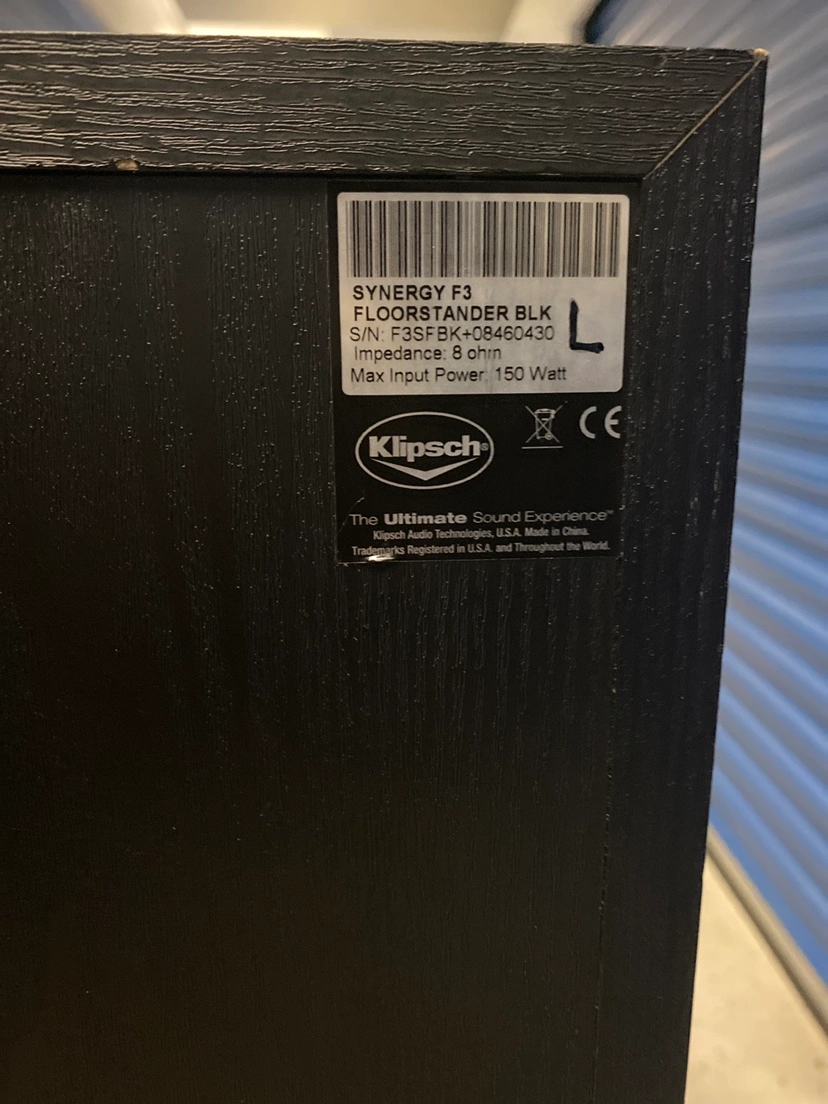 SYNERGY F3
FLOORSTANDER BLK
S/N: F3SFBK+08460430
L
Impedance: 8 ohm
Max Input Power: 150 Watt
CE
Klipsch®
The Ultimate Sound Experience™
Klipsch Audio Technologies, U.S.A. Made in China.
Trademarks Registered in U.S.A. and Throughout the World.